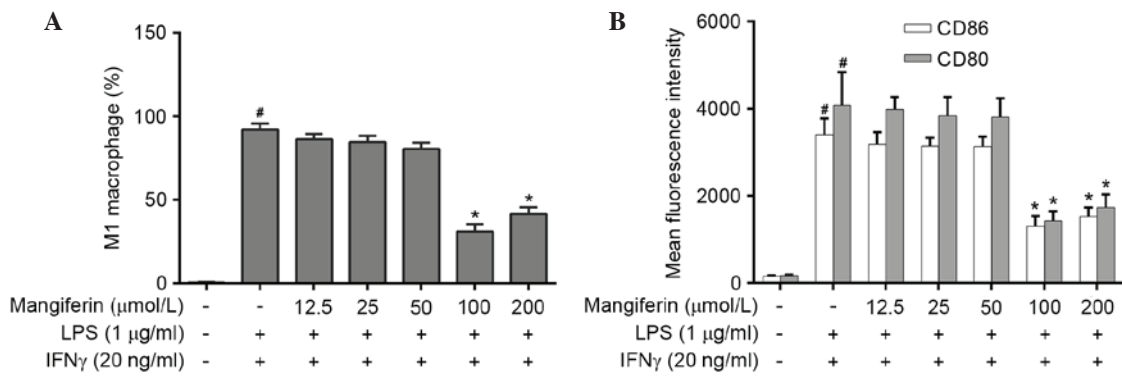 A
M1 macrophage (%)
150
100
50
0
#
*
*
Mangiferin (μmol/L) - - 12.5 25 50 100 200
LPS (1 μg/ml) - + + + + + +
IFNγ (20 ng/ml) - + + + + + +
B
Mean fluorescence intensity
6000
4000
2000
0
CD86
CD80
#
#
*
*
*
*
Mangiferin (μmol/L) - - 12.5 25 50 100 200
LPS (1 μg/ml) - + + + + + +
IFNγ (20 ng/ml) - + + + + + +